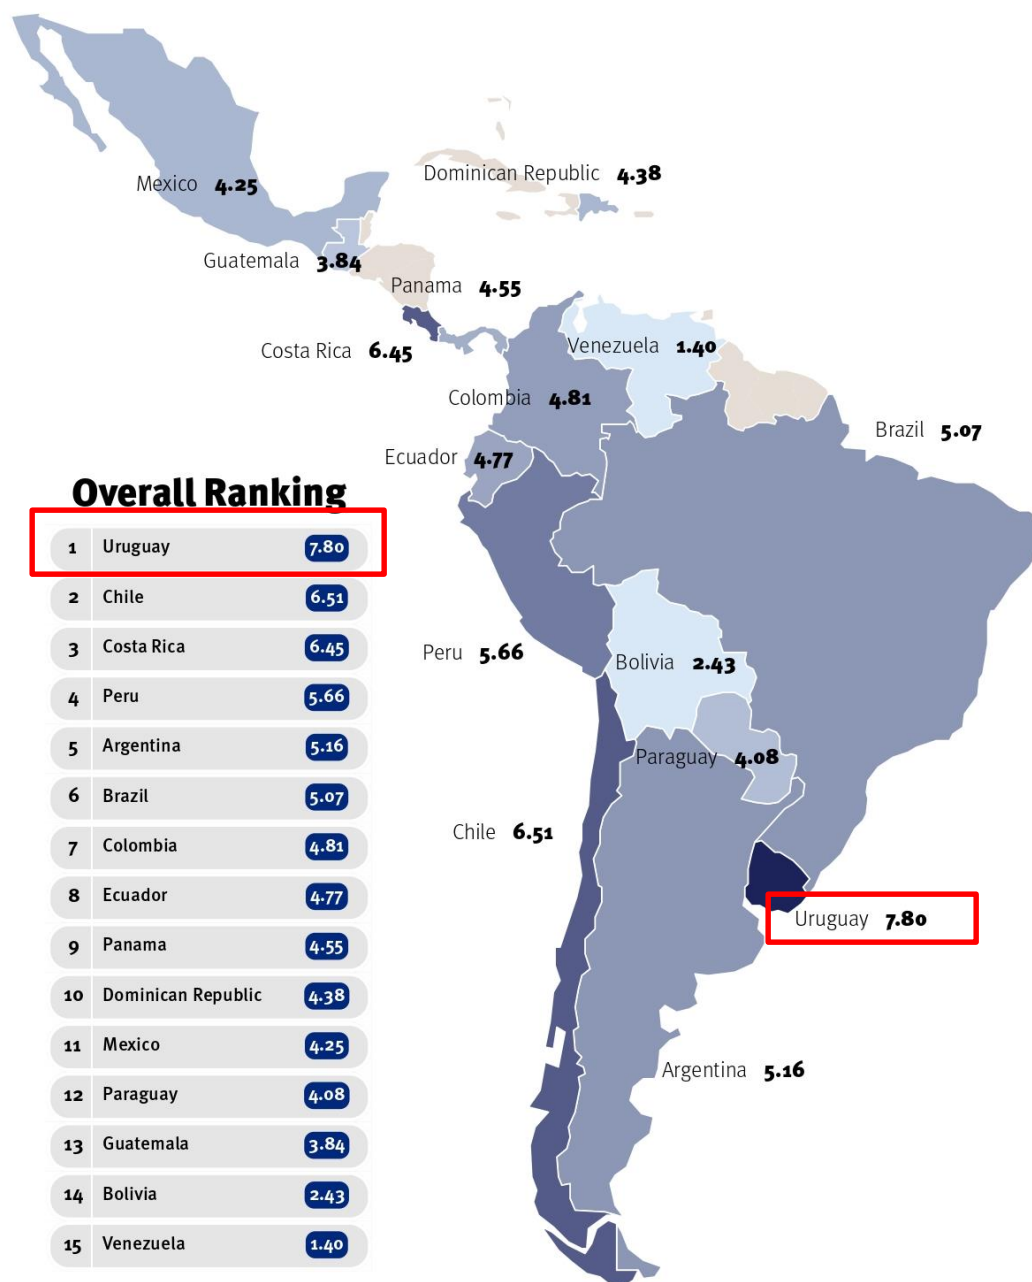 Mexico 4.25
Dominican Republic 4.38
Guatemala 3.84
Panama 4.55
Costa Rica 6.45
Venezuela 1.40
Colombia 4.81
Brazil 5.07
Ecuador 4.77
Peru 5.66
Bolivia 2.43
Paraguay 4.08
Chile 6.51
Uruguay 7.80
Argentina 5.16
Overall Ranking
1 Uruguay 7.80
2 Chile 6.51
3 Costa Rica 6.45
4 Peru 5.66
5 Argentina 5.16
6 Brazil 5.07
7 Colombia 4.81
8 Ecuador 4.77
9 Panama 4.55
10 Dominican Republic 4.38
11 Mexico 4.25
12 Paraguay 4.08
13 Guatemala 3.84
14 Bolivia 2.43
15 Venezuela 1.40